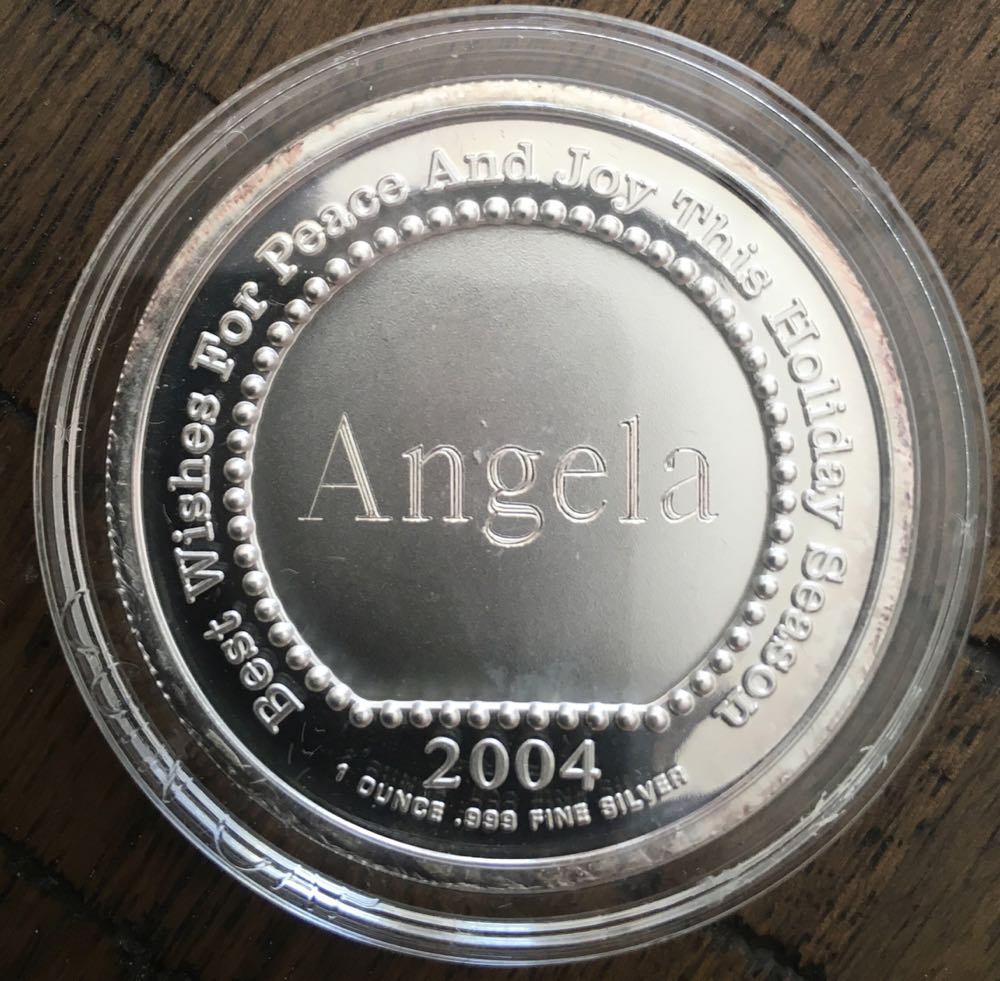 Best Wishes For Peace And Joy This Holiday Season
Angela
2004
1 OUNCE .999 FINE SILVER